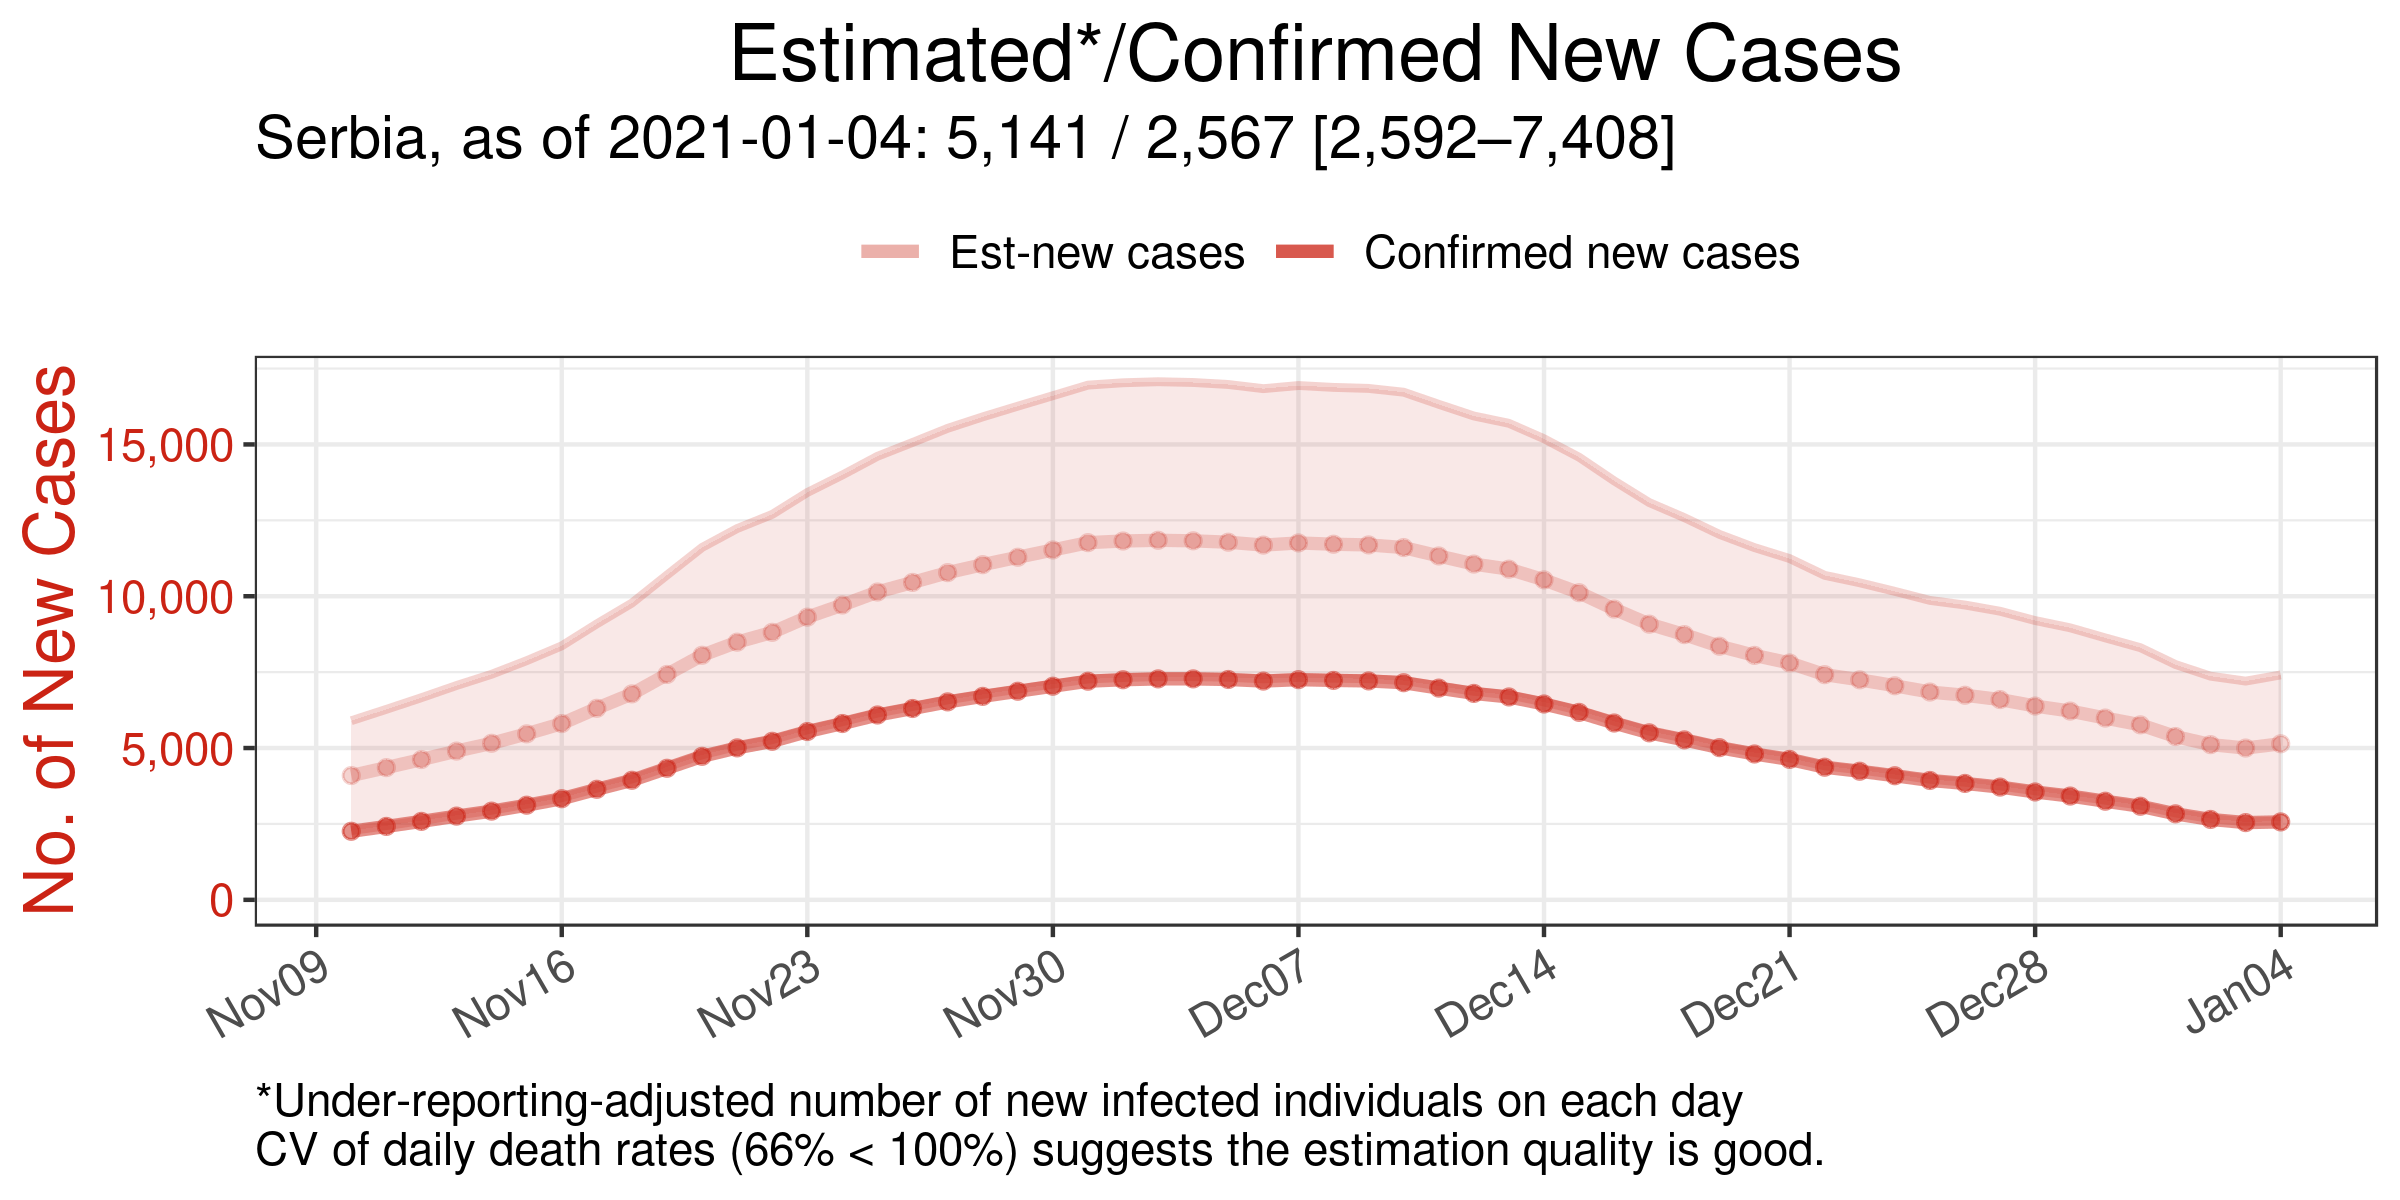 Estimated*/Confirmed New Cases
Serbia, as of 2021-01-04: 5,141 / 2,567 [2,592–7,408]
Est-new cases Confirmed new cases
No. of New Cases
15,000
10,000
5,000
0
Nov09 Nov16 Nov23 Nov30 Dec07 Dec14 Dec21 Dec28 Jan04
*Under-reporting-adjusted number of new infected individuals on each day
CV of daily death rates (66% < 100%) suggests the estimation quality is good.